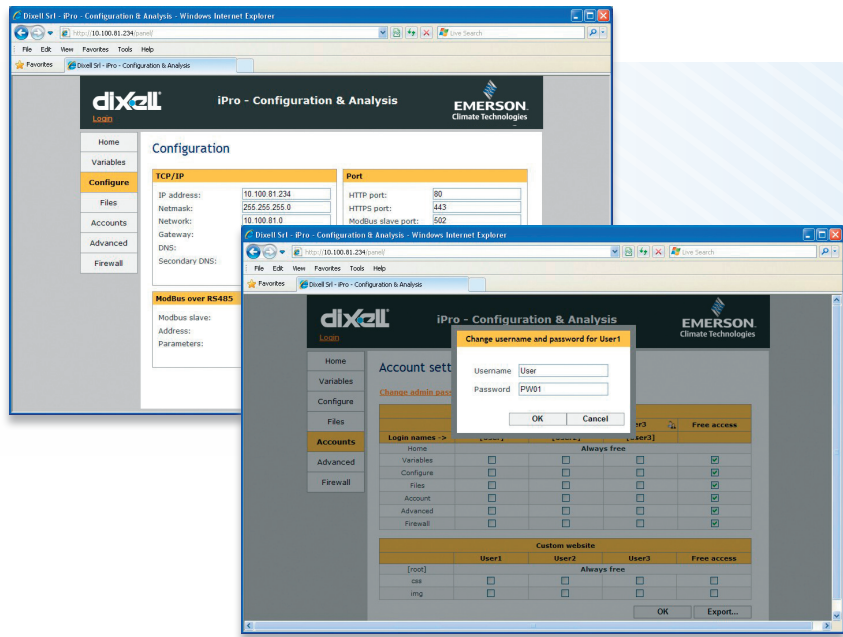 Dixell Srl - iPro - Configuration & Analysis - Windows Internet Explorer
http://10.100.81.234/panel/
Live Search
File Edit View Favorites Tools Help
Favorites Dixell Srl - iPro - Configuration & Analysis
dixell
iPro - Configuration & Analysis
EMERSON.
Climate Technologies
Login
Home
Variables
Configure
Files
Accounts
Advanced
Firewall
Configuration
TCP/IP
IP address: 10.100.81.234
Netmask: 255.255.255.0
Network: 10.100.81.0
Gateway:
DNS:
Secondary DNS:
Port
HTTP port: 80
HTTPS port: 443
ModBus slave port: 502
ModBus over RS485
Modbus slave:
Address:
Parameters:
Dixell Srl - iPro - Configuration & Analysis - Windows Internet Explorer
http://10.100.81.234/panel/
Live Search
File Edit View Favorites Tools Help
Favorites Dixell Srl - iPro - Configuration & Analysis
dixell
iPro - Configuration & Analysis
EMERSON.
Climate Technologies
Login
Home
Variables
Configure
Files
Accounts
Advanced
Firewall
Account sett
Change admin pass
Change username and password for User1
Username User
Password PW01
OK Cancel
er3 Free access
Login names -> [User] [User2] [User3]
Home Always free
Variables
Configure
Files
Account
Advanced
Firewall
Custom website
User1 User2 User3 Free access
[root] Always free
css
img
OK Export...